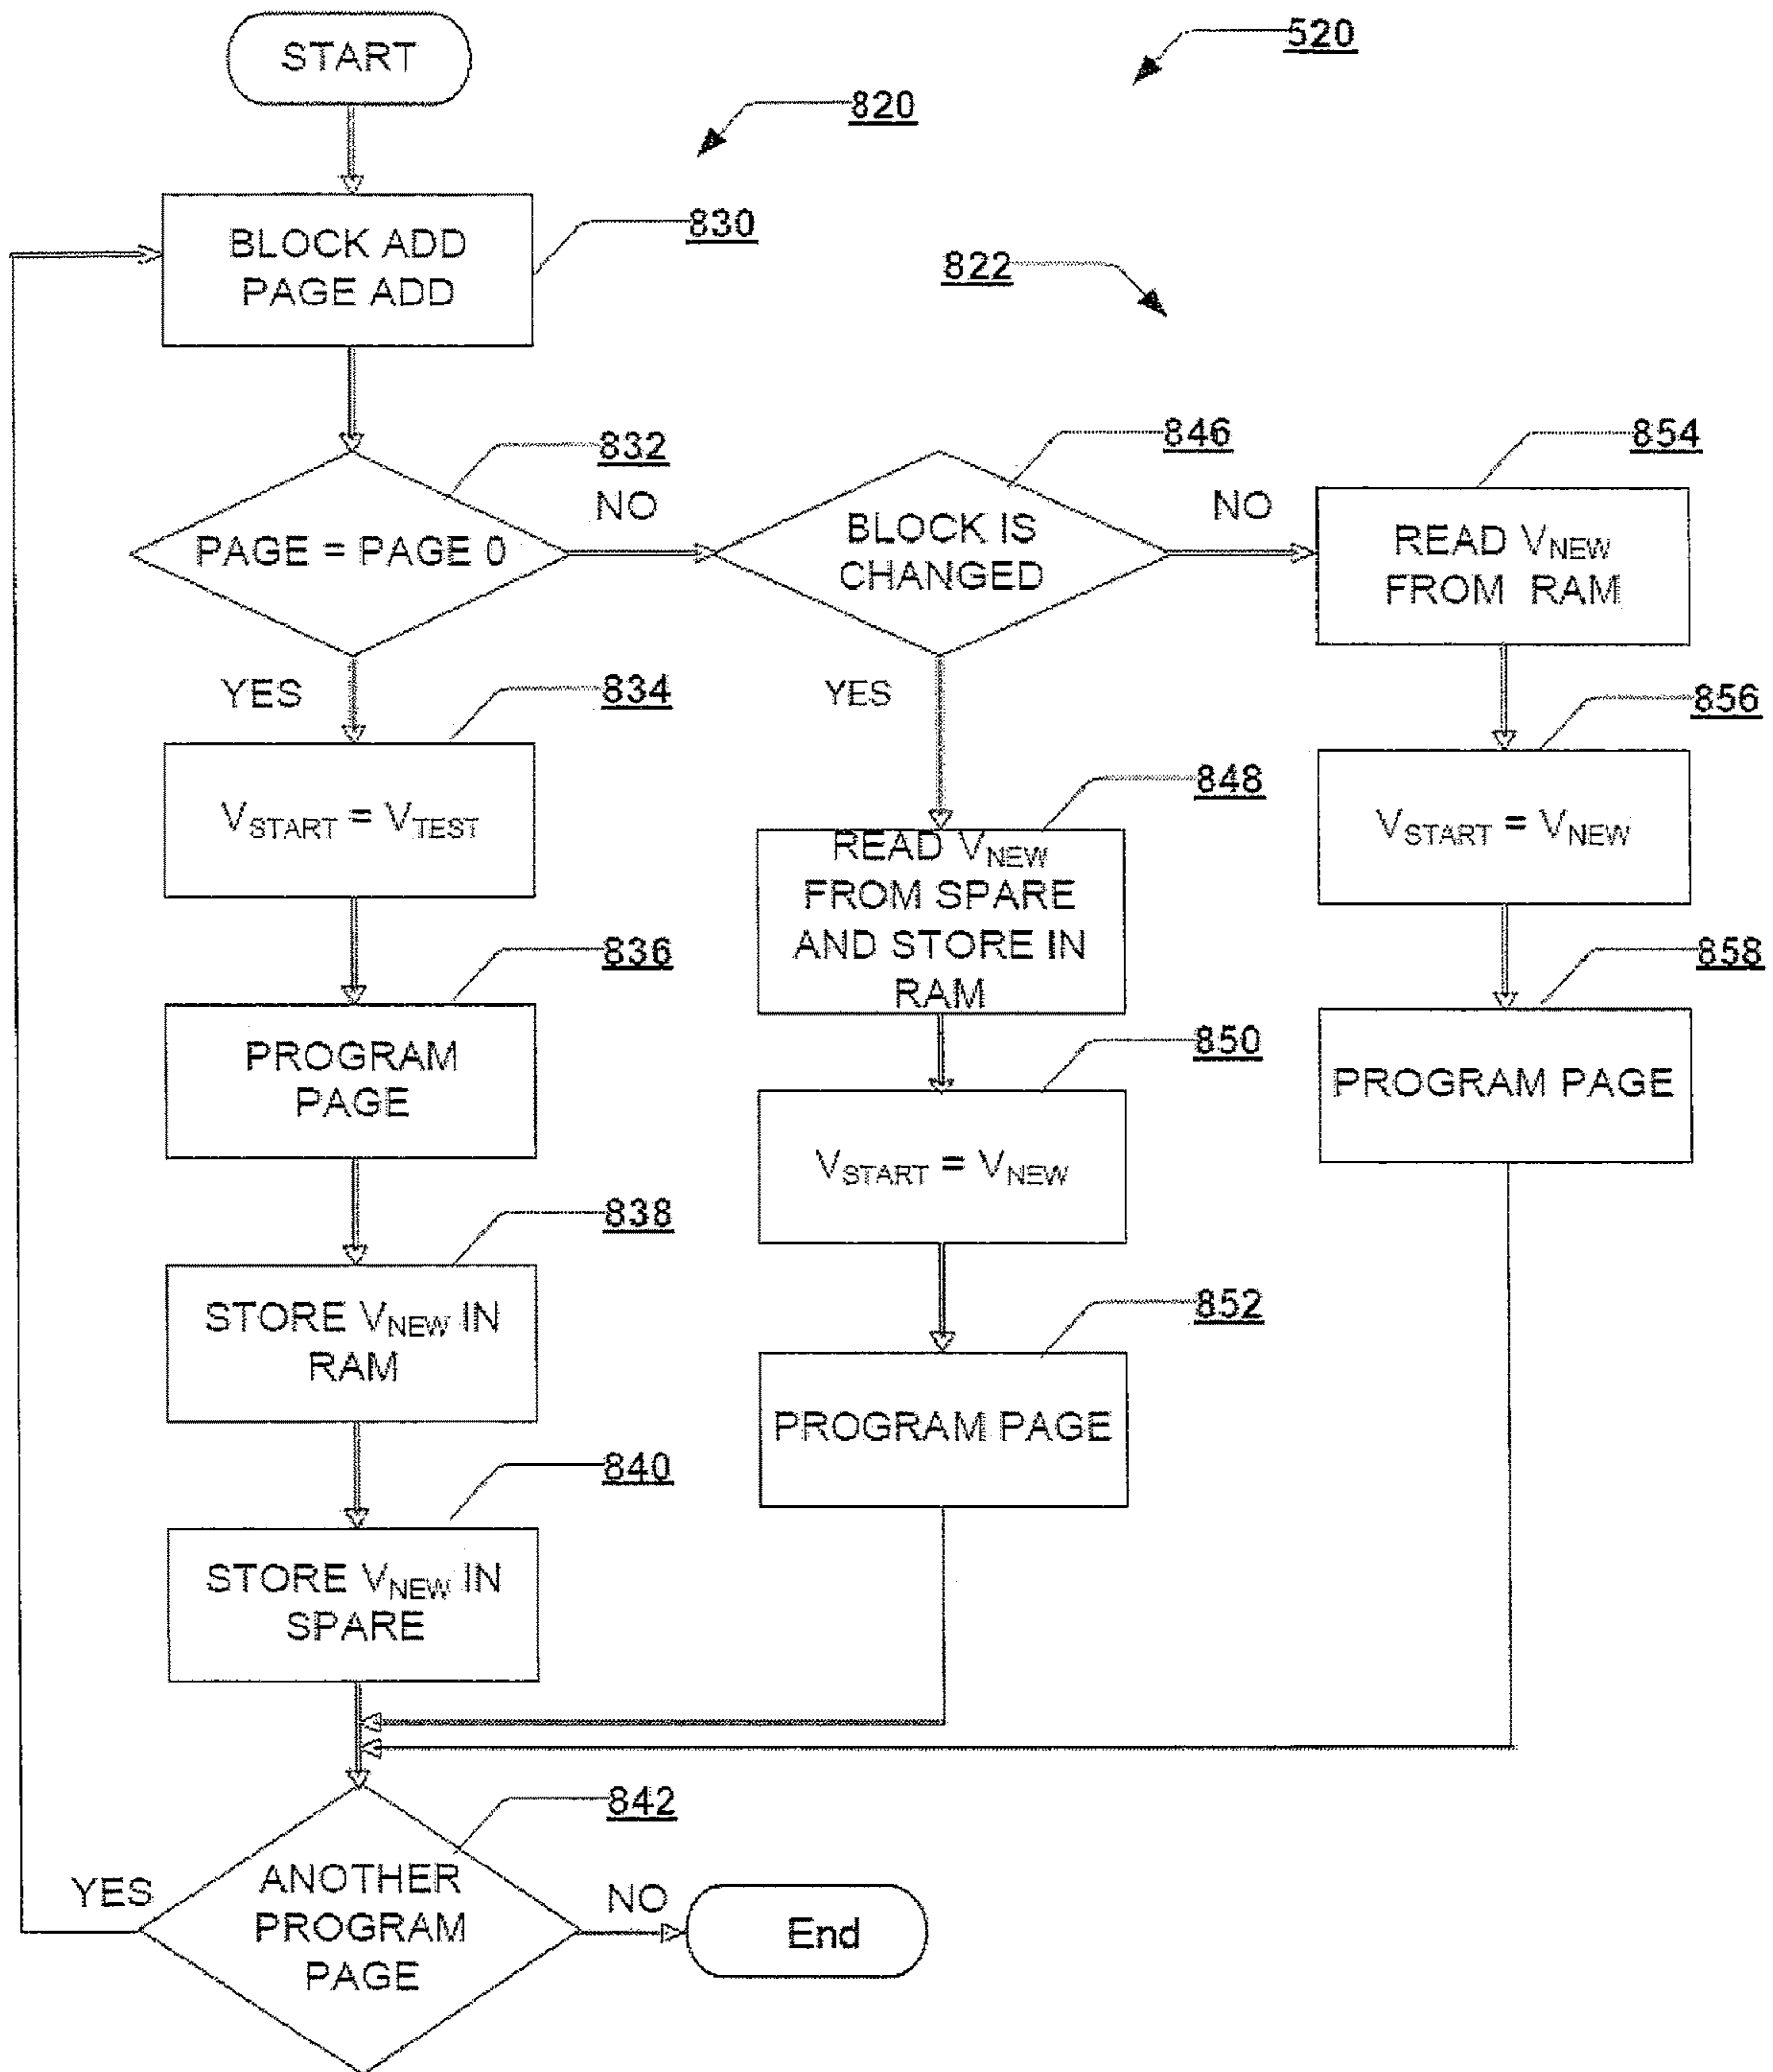 520
START
820
830
BLOCK ADD
PAGE ADD
822
832
846
854
PAGE = PAGE 0
NO
BLOCK IS
CHANGED
NO
READ VNEW
FROM RAM
YES
834
YES
856
VSTART = VTEST
848
READ VNEW
FROM SPARE
AND STORE IN
RAM
VSTART = VNEW
836
858
PROGRAM
PAGE
850
PROGRAM PAGE
VSTART = VNEW
838
STORE VNEW IN
RAM
852
PROGRAM PAGE
840
STORE VNEW IN
SPARE
842
YES
ANOTHER
PROGRAM
PAGE
NO
End